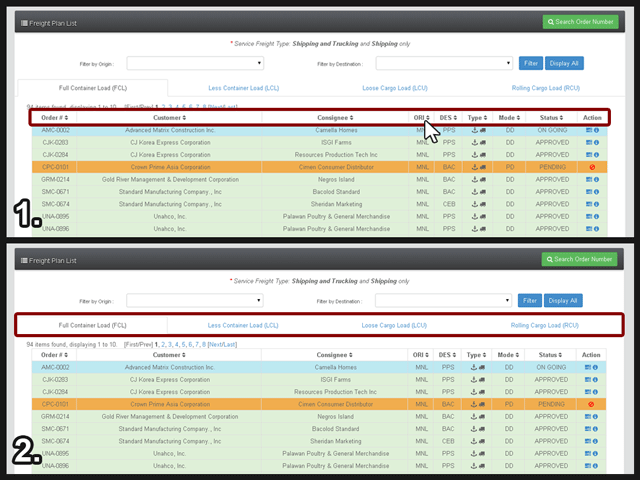 Freight Plan List
Search Order Number
* Service Freight Type: Shipping and Trucking and Shipping only
Filter by Origin : Filter by Destination : Filter Display All
Full Container Load (FCL) Less Container Load (LCL) Loose Cargo Load (LCU) Rolling Cargo Load (RCU)
94 items found, displaying 1 to 10. [First/Prev] 1, 2, 3, 4, 5, 6, 7, 8 [Next/Last]
Order # Customer Consignee ORI DES Type Mode Status Action
AMC-0002 Advanced Matrix Construction Inc. Camella Homes MNL PPS DD ON GOING
CJK-0283 CJ Korea Express Corporation ISGI Farms MNL PPS DD APPROVED
CJK-0284 CJ Korea Express Corporation Resources Production Tech Inc MNL PPS DD APPROVED
CPC-0101 Crown Prime Asia Corporation Consumer Distributor MNL BAC PD PENDING
GRM-0214 Gold River Management & Development Corporation Negros Island MNL BAC PD APPROVED
SMC-0671 Standard Manufacturing Company , Inc Bacolod Standard MNL BAC DD APPROVED
SMC-0674 Standard Manufacturing Company , Inc Sheridan Marketing MNL CEB DD APPROVED
UNA-0895 Unahco, Inc. Palawan Poultry & General Merchandise MNL PPS DD APPROVED
UNA-0896 Unahco, Inc. Palawan Poultry & General Merchandise MNL PPS DD APPROVED
1.
Freight Plan List
Search Order Number
* Service Freight Type: Shipping and Trucking and Shipping only
Filter by Origin : Filter by Destination : Filter Display All
Full Container Load (FCL) Less Container Load (LCL) Loose Cargo Load (LCU) Rolling Cargo Load (RCU)
94 items found, displaying 1 to 10. [First/Prev] 1, 2, 3, 4, 5, 6, 7, 8 [Next/Last]
Order # Customer Consignee ORI DES Type Mode Status Action
AMC-0002 Advanced Matrix Construction Inc. Camella Homes MNL PPS DD ON GOING
CJK-0283 CJ Korea Express Corporation ISGI Farms MNL PPS DD APPROVED
CJK-0284 CJ Korea Express Corporation Resources Production Tech Inc MNL PPS DD APPROVED
CPC-0101 Crown Prime Asia Corporation Consumer Distributor MNL BAC PD PENDING
GRM-0214 Gold River Management & Development Corporation Negros Island MNL BAC PD APPROVED
SMC-0671 Standard Manufacturing Company , Inc Bacolod Standard MNL BAC DD APPROVED
SMC-0674 Standard Manufacturing Company , Inc Sheridan Marketing MNL CEB DD APPROVED
UNA-0895 Unahco, Inc. Palawan Poultry & General Merchandise MNL PPS DD APPROVED
UNA-0896 Unahco, Inc. Palawan Poultry & General Merchandise MNL PPS DD APPROVED
2.